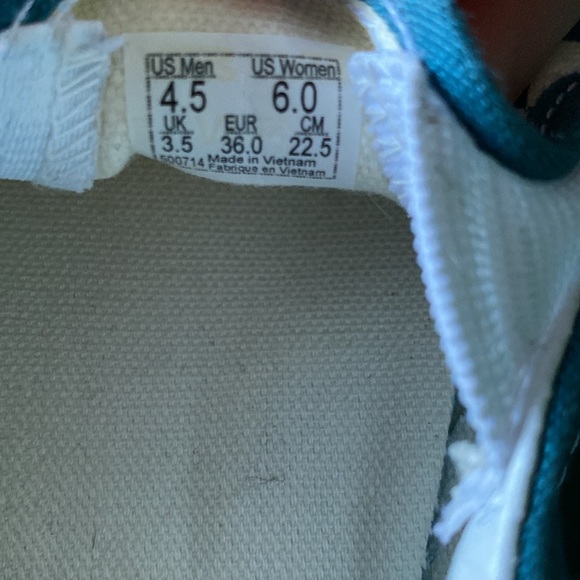 US Men US Women
4.5 6.0
UK EUR CM
3.5 36.0 22.5
500714 Made in Vietnam
Fabriqué en Vietnam